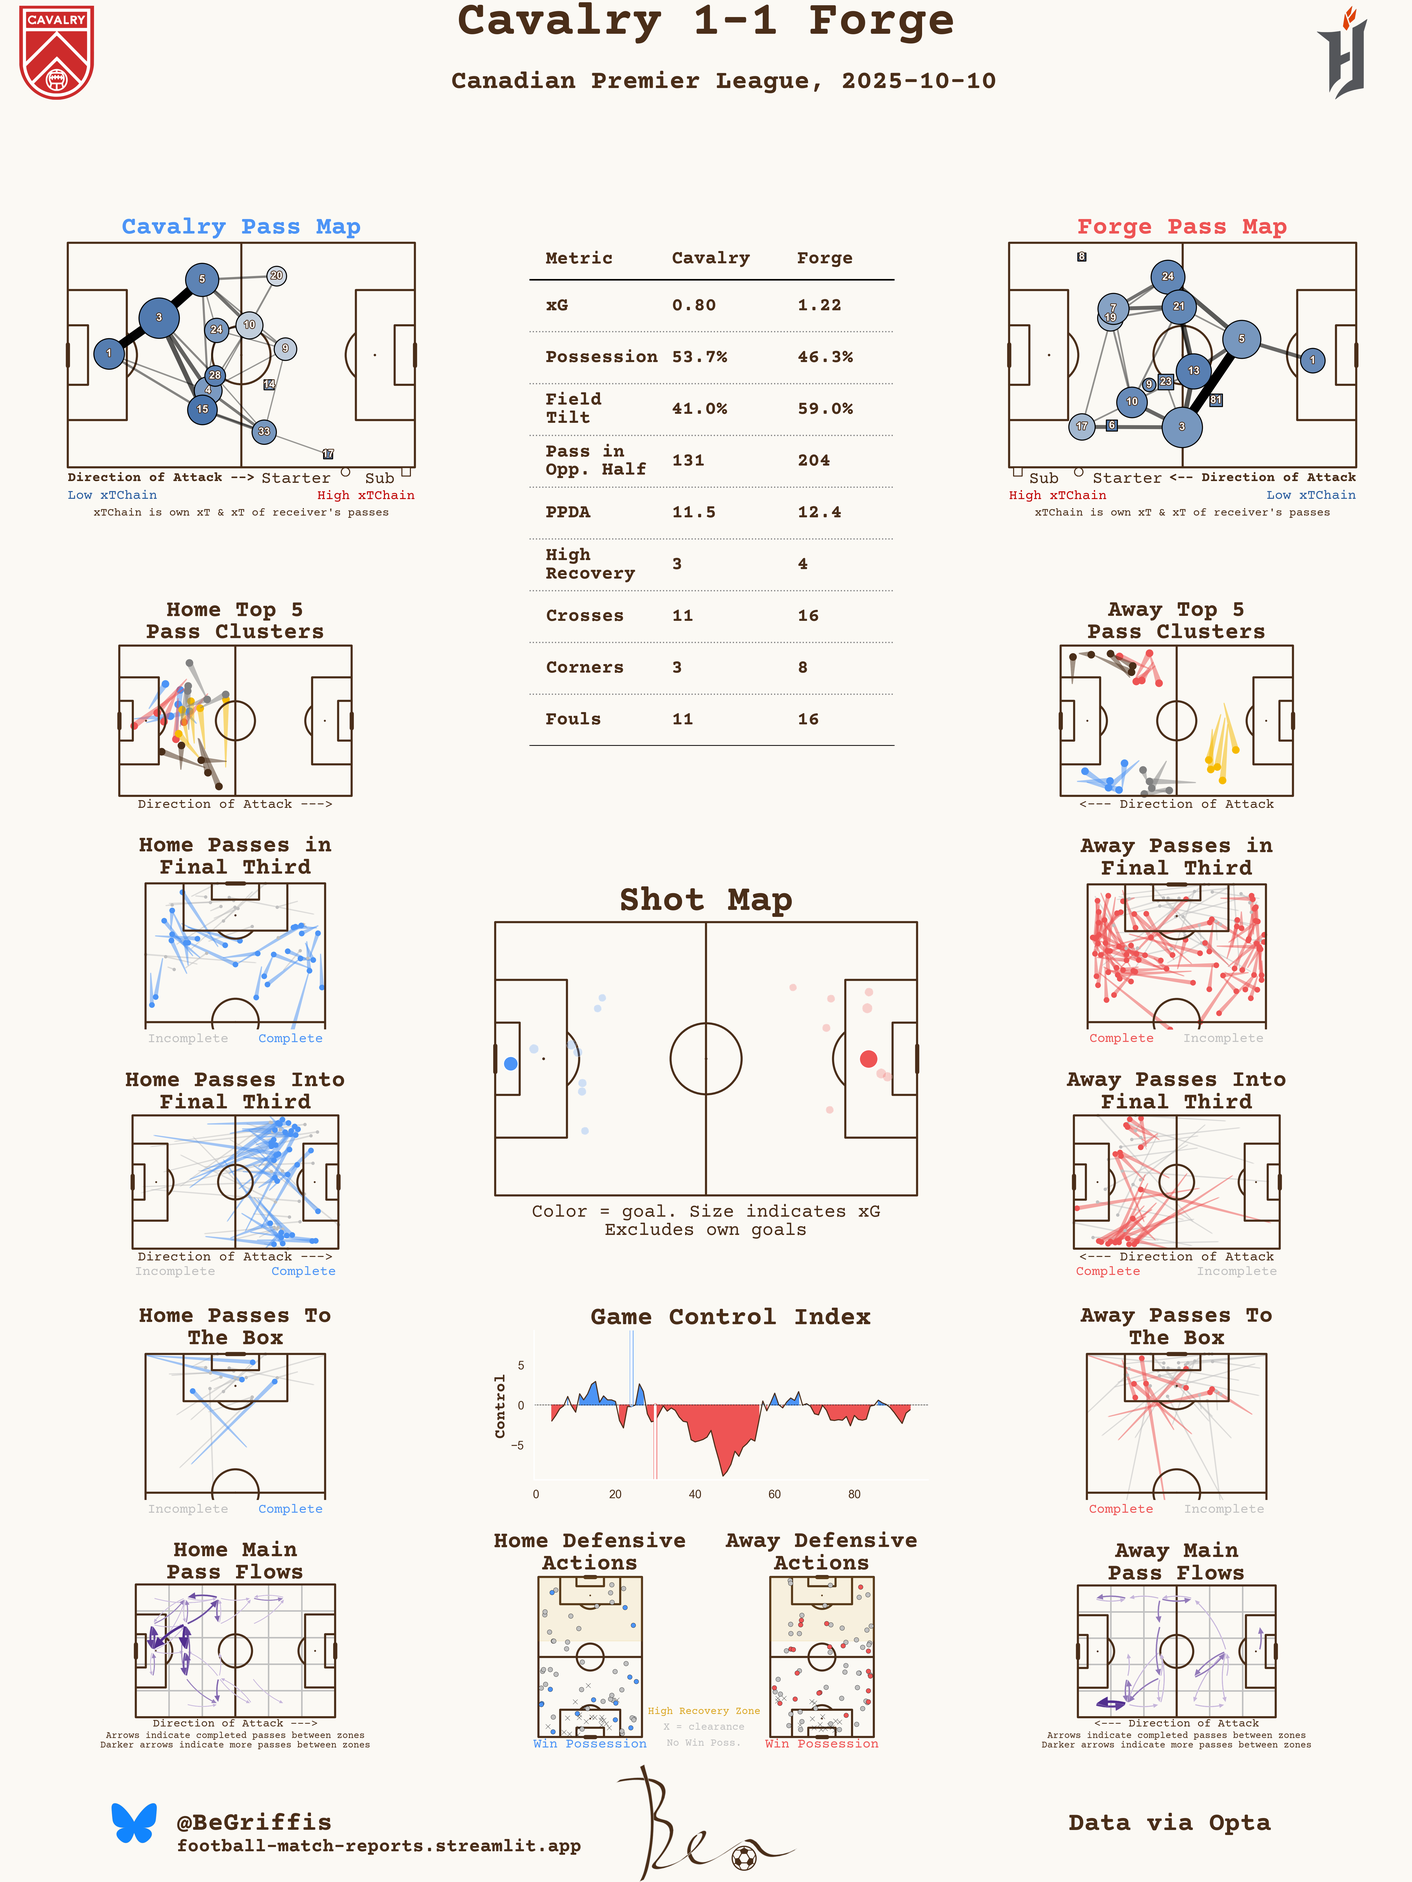 CAVALRY
Cavalry 1-1 Forge
Canadian Premier League, 2025-10-10
Cavalry Pass Map
5
20
3
24
10
1
9
28
14
4
15
33
17
Direction of Attack --> Starter Sub
Low xTChain High xTChain
xTChain is own xT & xT of receiver's passes
Metric Cavalry Forge
xG 0.80 1.22
Possession 53.7% 46.3%
Field
Tilt 41.0% 59.0%
Pass in
Opp. Half 131 204
PPDA 11.5 12.4
High
Recovery 3 4
Crosses 11 16
Corners 3 8
Fouls 11 16
Forge Pass Map
8
24
7
21
19
5
1
13
9
23
10
81
17
6
3
Sub Starter <-- Direction of Attack
High xTChain Low xTChain
xTChain is own xT & xT of receiver's passes
Home Top 5
Pass Clusters
Direction of Attack --->
Away Top 5
Pass Clusters
<--- Direction of Attack
Home Passes in
Final Third
Incomplete Complete
Away Passes in
Final Third
Complete Incomplete
Shot Map
Color = goal. Size indicates xG
Excludes own goals
Home Passes Into
Final Third
Direction of Attack --->
Incomplete Complete
Away Passes Into
Final Third
<--- Direction of Attack
Complete Incomplete
Home Passes To
The Box
Incomplete Complete
Game Control Index
Control
5
0
−5
0 20 40 60 80
Away Passes To
The Box
Complete Incomplete
Home Main
Pass Flows
Direction of Attack --->
Arrows indicate completed passes between zones
Darker arrows indicate more passes between zones
Home Defensive
Actions
Win Possession
High Recovery Zone
X = clearance
No Win Poss.
Away Defensive
Actions
Win Possession
Away Main
Pass Flows
<--- Direction of Attack
Arrows indicate completed passes between zones
Darker arrows indicate more passes between zones
@BeGriffis
football-match-reports.streamlit.app
Ben
Data via Opta